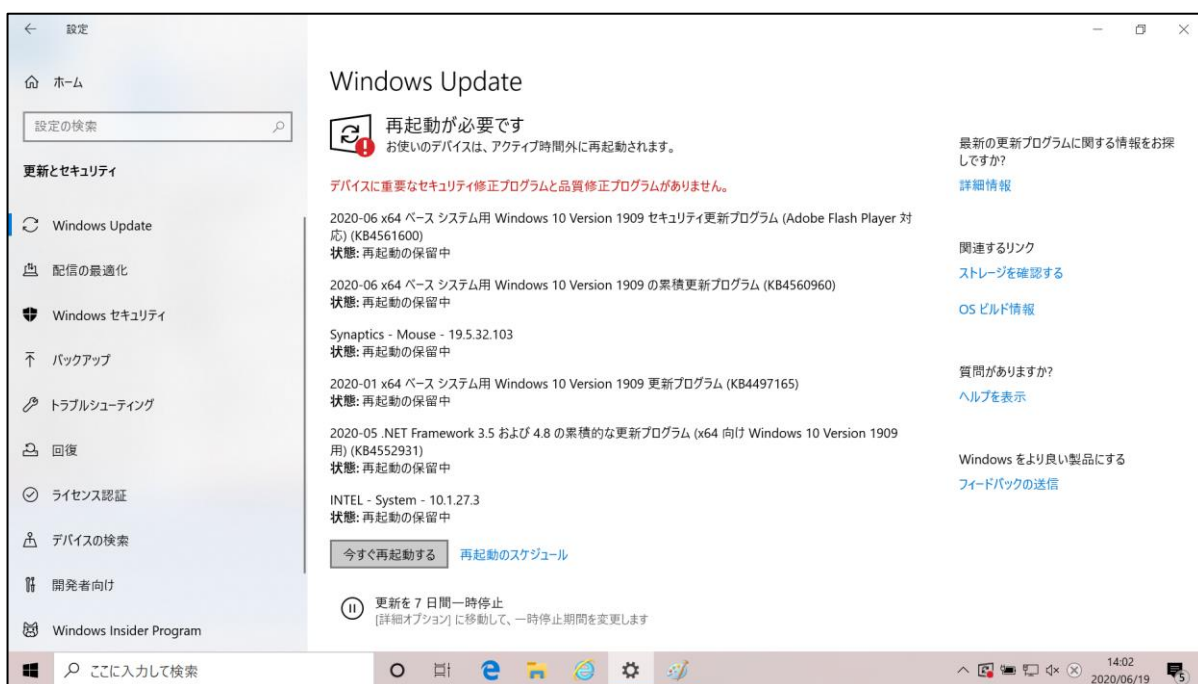 設定
ホーム
設定の検索
更新とセキュリティ
Windows Update
配信の最適化
Windows セキュリティ
バックアップ
トラブルシューティング
回復
ライセンス認証
デバイスの検索
開発者向け
Windows Insider Program
Windows Update
再起動が必要です
お使いのデバイスは、アクティブ時間外に再起動されます。
デバイスに重要なセキュリティ修正プログラムと品質修正プログラムがありません。
2020-06 x64 ベース システム用 Windows 10 Version 1909 セキュリティ更新プログラム (Adobe Flash Player 対
応) (KB4561600)
状態: 再起動の保留中
2020-06 x64 ベース システム用 Windows 10 Version 1909 の累積更新プログラム (KB4560960)
状態: 再起動の保留中
Synaptics - Mouse - 19.5.32.103
状態: 再起動の保留中
2020-01 x64 ベース システム用 Windows 10 Version 1909 更新プログラム (KB4497165)
状態: 再起動の保留中
2020-05 .NET Framework 3.5 および 4.8 の累積的な更新プログラム (x64 向け Windows 10 Version 1909
用) (KB4552931)
状態: 再起動の保留中
INTEL - System - 10.1.27.3
状態: 再起動の保留中
今すぐ再起動する 再起動のスケジュール
更新を 7 日間一時停止
[詳細オプション] に移動して、一時停止期間を変更します
最新の更新プログラムに関する情報をお探
しですか?
詳細情報
関連するリンク
ストレージを確認する
OS ビルド情報
質問がありますか?
ヘルプを表示
Windows をより良い製品にする
フィードバックの送信
ここに入力して検索
14:02
2020/06/19
5